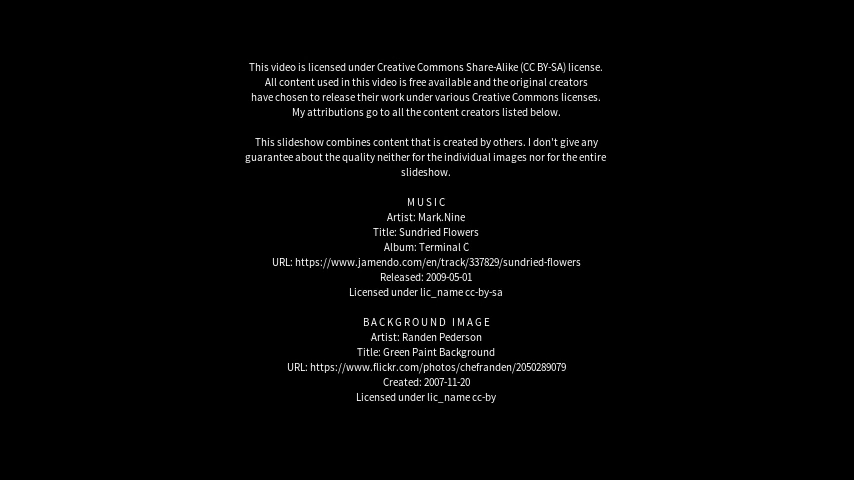 This video is licensed under Creative Commons Share-Alike (CC BY-SA) license.
All content used in this video is free available and the original creators
have chosen to release their work under various Creative Commons licenses.
My attributions go to all the content creators listed below.
This slideshow combines content that is created by others. I don't give any
guarantee about the quality neither for the individual images nor for the entire
slideshow.
MUSIC
Artist: Mark.Nine
Title: Sundried Flowers
Album: Terminal C
URL: https://www.jamendo.com/en/track/337829/sundried-flowers
Released: 2009-05-01
Licensed under lic_name cc-by-sa
BACKGROUND IMAGE
Artist: Randen Pederson
Title: Green Paint Background
URL: https://www.flickr.com/photos/chefranden/2050289079
Created: 2007-11-20
Licensed under lic_name cc-by